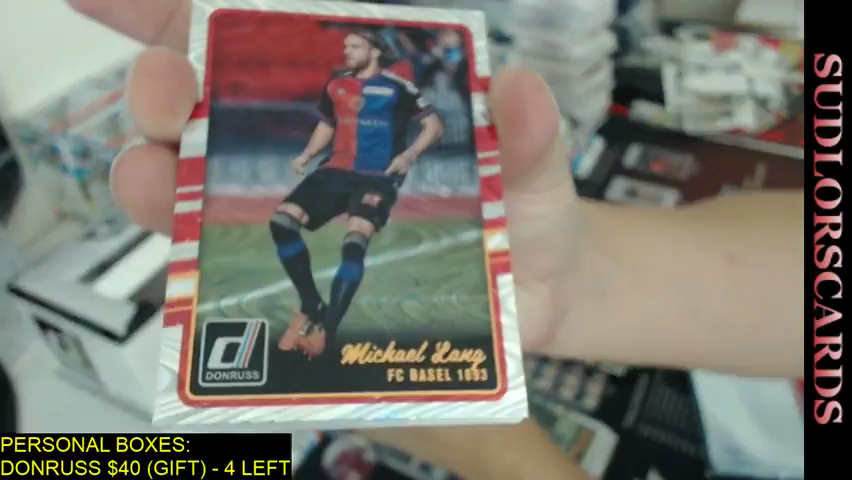 Michael Lang
FC BASEL 1893
DONRUSS
SUDLORSCARDS
PERSONAL BOXES:
DONRUSS $40 (GIFT) - 4 LEFT